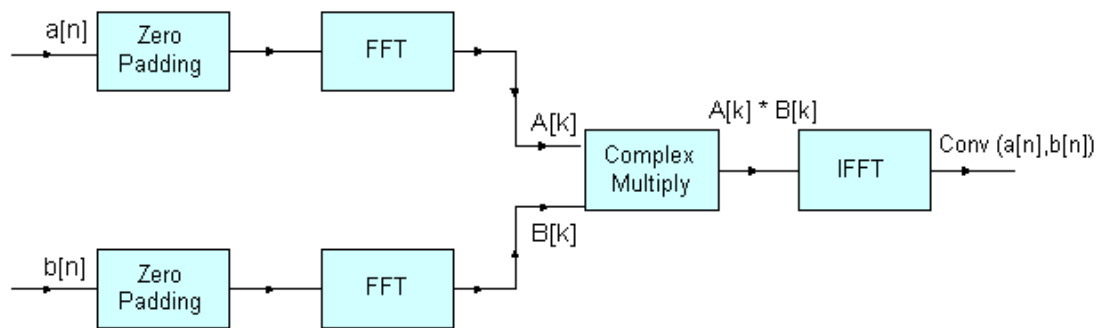 a[n]
Zero
Padding
FFT
A[k]
Complex
Multiply
A[k] * B[k]
IFFT
Conv (a[n],b[n])
B[k]
b[n]
Zero
Padding
FFT